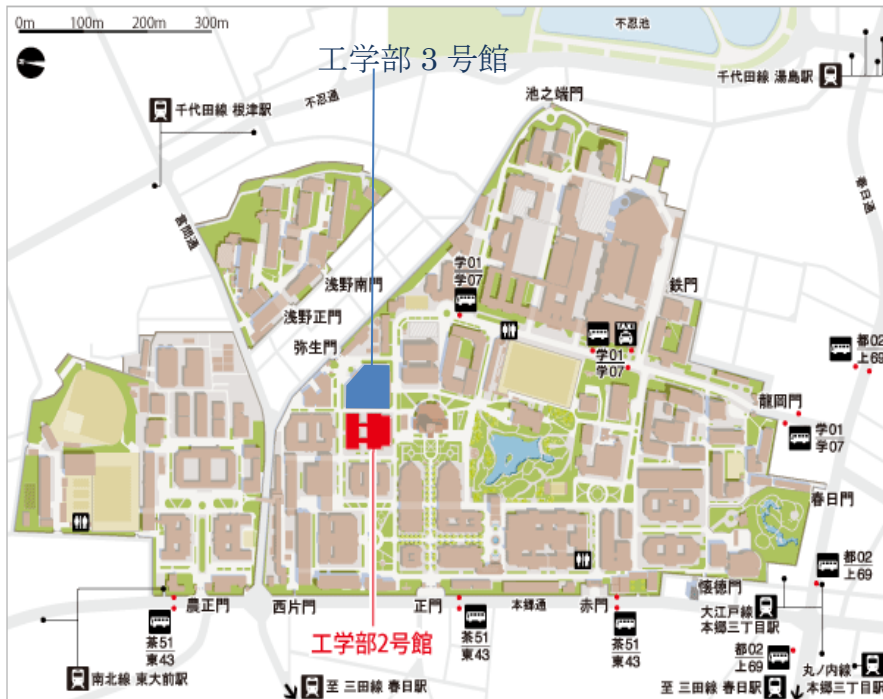 0m 100m 200m 300m
不忍池
工学部 3 号館
千代田線 湯島駅
池之端門
千代田線 根津駅
不忍通
春日通
言問通
学01
学07
浅野南門
鉄門
浅野正門
TAXI
弥生門
学01
学07
都02
上69
龍岡門
学01
学07
春日門
都02
上69
懐徳門
農正門
西片門
正門
本郷通
赤門
大江戸線
本郷三丁目駅
茶51
東43
工学部2号館
茶51
東43
茶51
東43
都02
上69
丸ノ内線
本郷三丁目駅
南北線 東大前駅
至 三田線 春日駅
至 三田線 春日駅